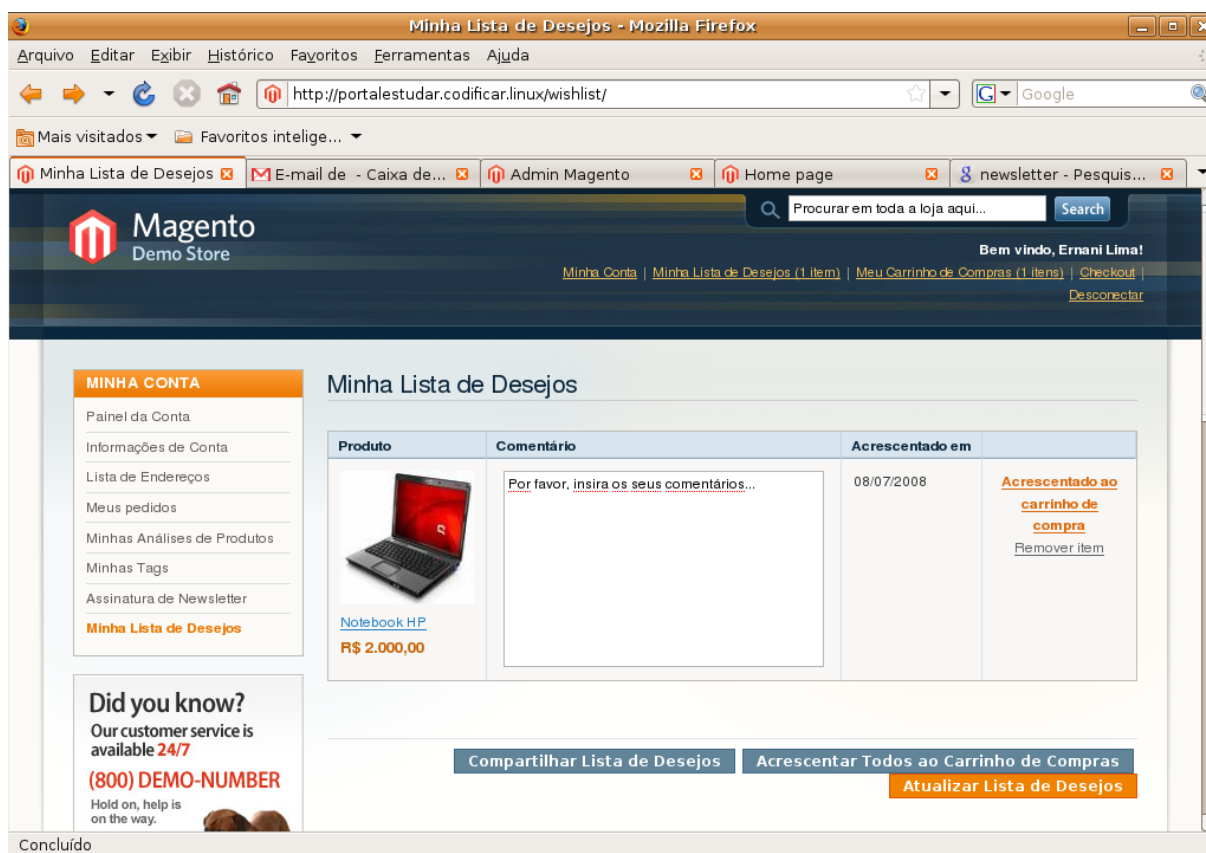 Minha Lista de Desejos - Mozilla Firefox
Arquivo Editar Exibir Histórico Favoritos Ferramentas Ajuda
http://portalestudar.codificar.linux/wishlist/
G Google
Mais visitados Favoritos intelige...
Minha Lista de Desejos E-mail de - Caixa de... Admin Magento Home page newsletter - Pesquis...
Magento
Demo Store
Procurar em toda a loja aqui... Search
Bem vindo, Ernani Lima!
Minha Conta | Minha Lista de Desejos (1 item) | Meu Carrinho de Compras (1 itens) | Checkout |
Desconectar
MINHA CONTA
Painel da Conta
Informações de Conta
Lista de Endereços
Meus pedidos
Minhas Análises de Produtos
Minhas Tags
Assinatura de Newsletter
Minha Lista de Desejos
Did you know?
Our customer service is
available 24/7
(800) DEMO-NUMBER
Hold on, help is
on the way.
Minha Lista de Desejos
Produto Comentário Acrescentado em
Notebook HP
R$ 2.000,00
Por favor, insira os seus comentários...
08/07/2008
Acrescentado ao
carrinho de
compra
Remover item
Compartilhar Lista de Desejos Acrescentar Todos ao Carrinho de Compras
Atualizar Lista de Desejos
Concluído